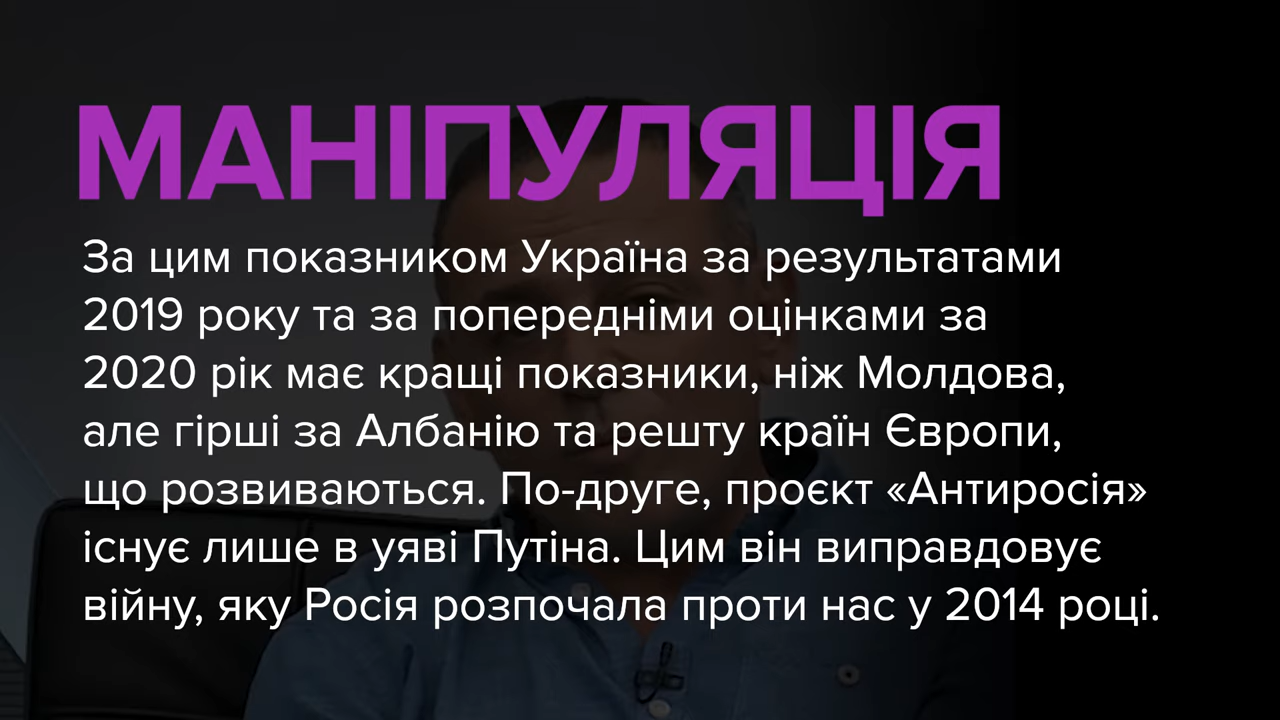 МАНІПУЛЯЦІЯ
За цим показником Україна за результатами
2019 року та за попередніми оцінками за
2020 рік має кращі показники, ніж Молдова,
але гірші за Албанію та решту країн Європи,
що розвиваються. По-друге, проєкт «Антиросія»
існує лише в уяві Путіна. Цим він виправдовує
війну, яку Росія розпочала проти нас у 2014 році.